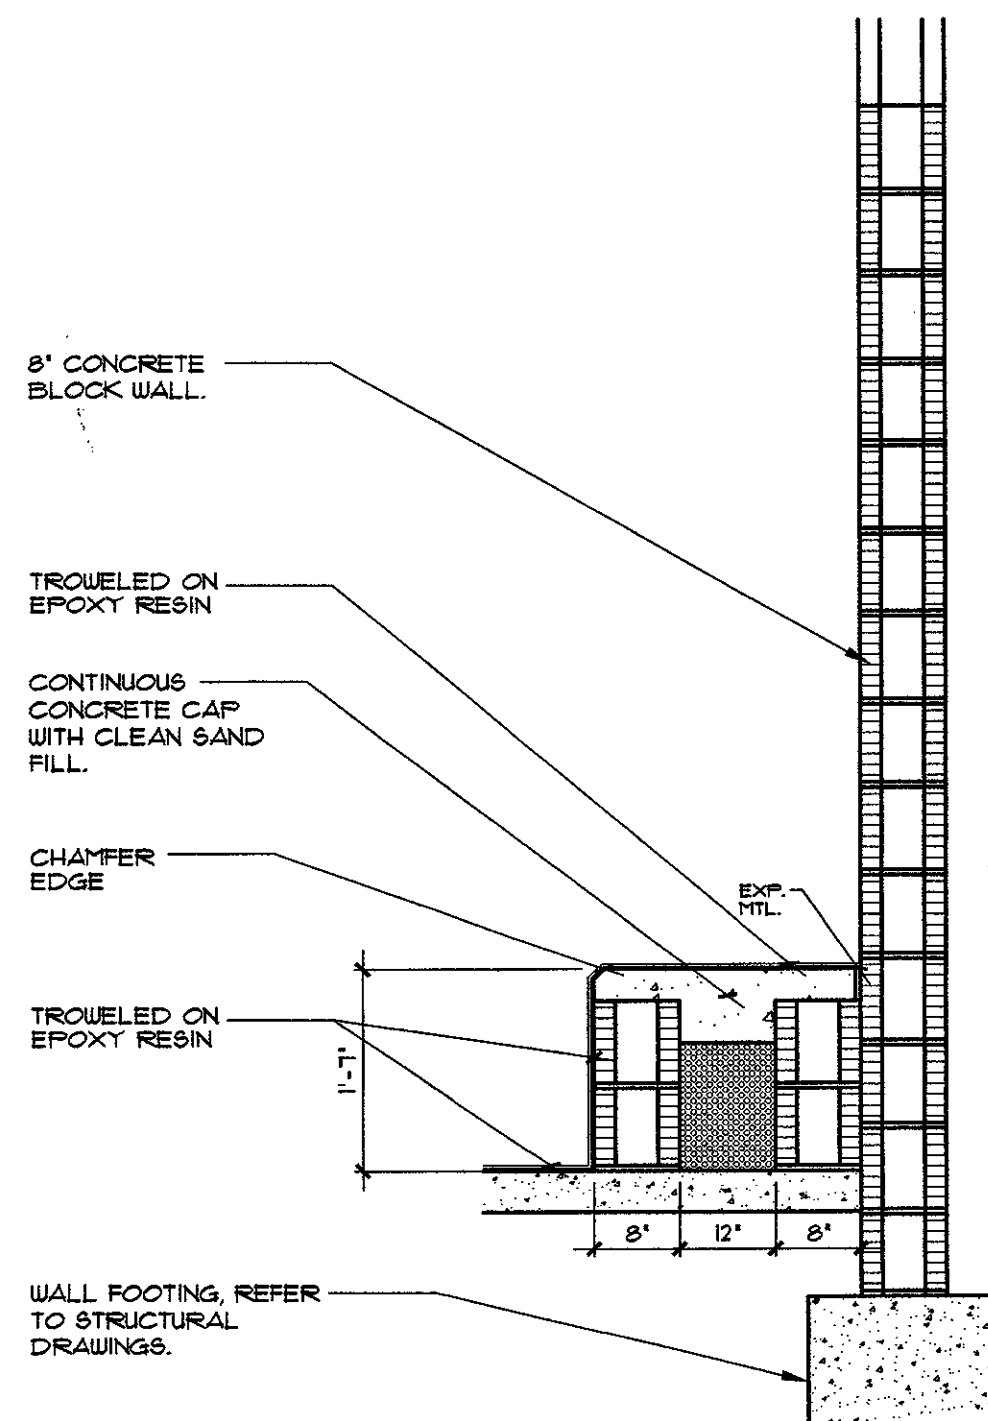 8" CONCRETE
BLOCK WALL.
TROWELED ON
EPOXY RESIN
CONTINUOUS
CONCRETE CAP
WITH CLEAN SAND
FILL.
CHAMFER
EDGE
EXP.
MTL.
TROWELED ON
EPOXY RESIN
1'-7"
8" 12" 8"
WALL FOOTING, REFER
TO STRUCTURAL
DRAWINGS.